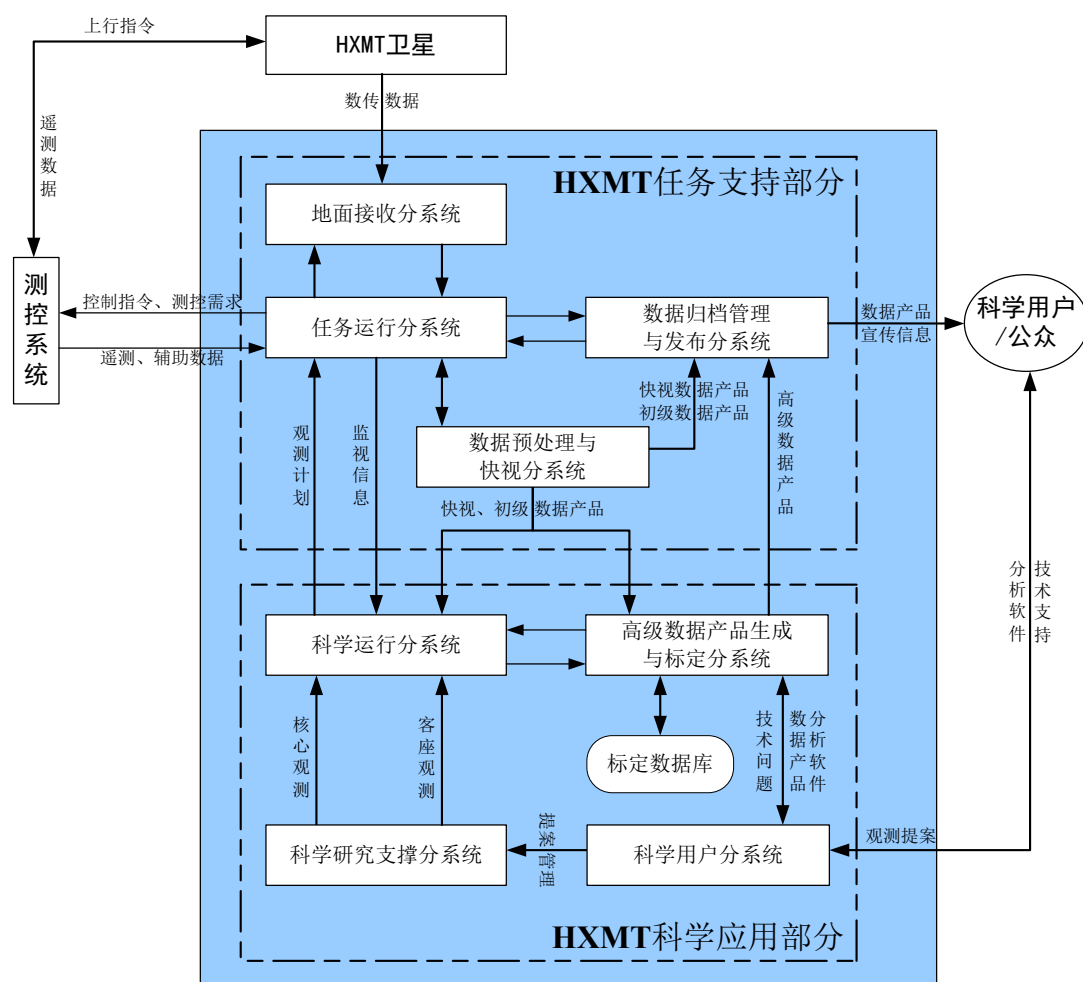 上行指令
HXMT卫星
数传数据
遥测数据
HXMT任务支持部分
地面接收分系统
测控系统
控制指令、测控需求
遥测、辅助数据
任务运行分系统
数据归档管理
与发布分系统
数据产品
宣传信息
科学用户
/公众
快视数据产品
初级数据产品
高级数据产品
观测计划
监视信息
数据预处理与
快视分系统
快视、初级数据产品
分析软件
技术支持
科学运行分系统
高级数据产品生成
与标定分系统
核心观测
客座观测
标定数据库
技术问题
数据产品
分析软件
科学研究支撑分系统
提案管理
科学用户分系统
观测提案
HXMT科学应用部分